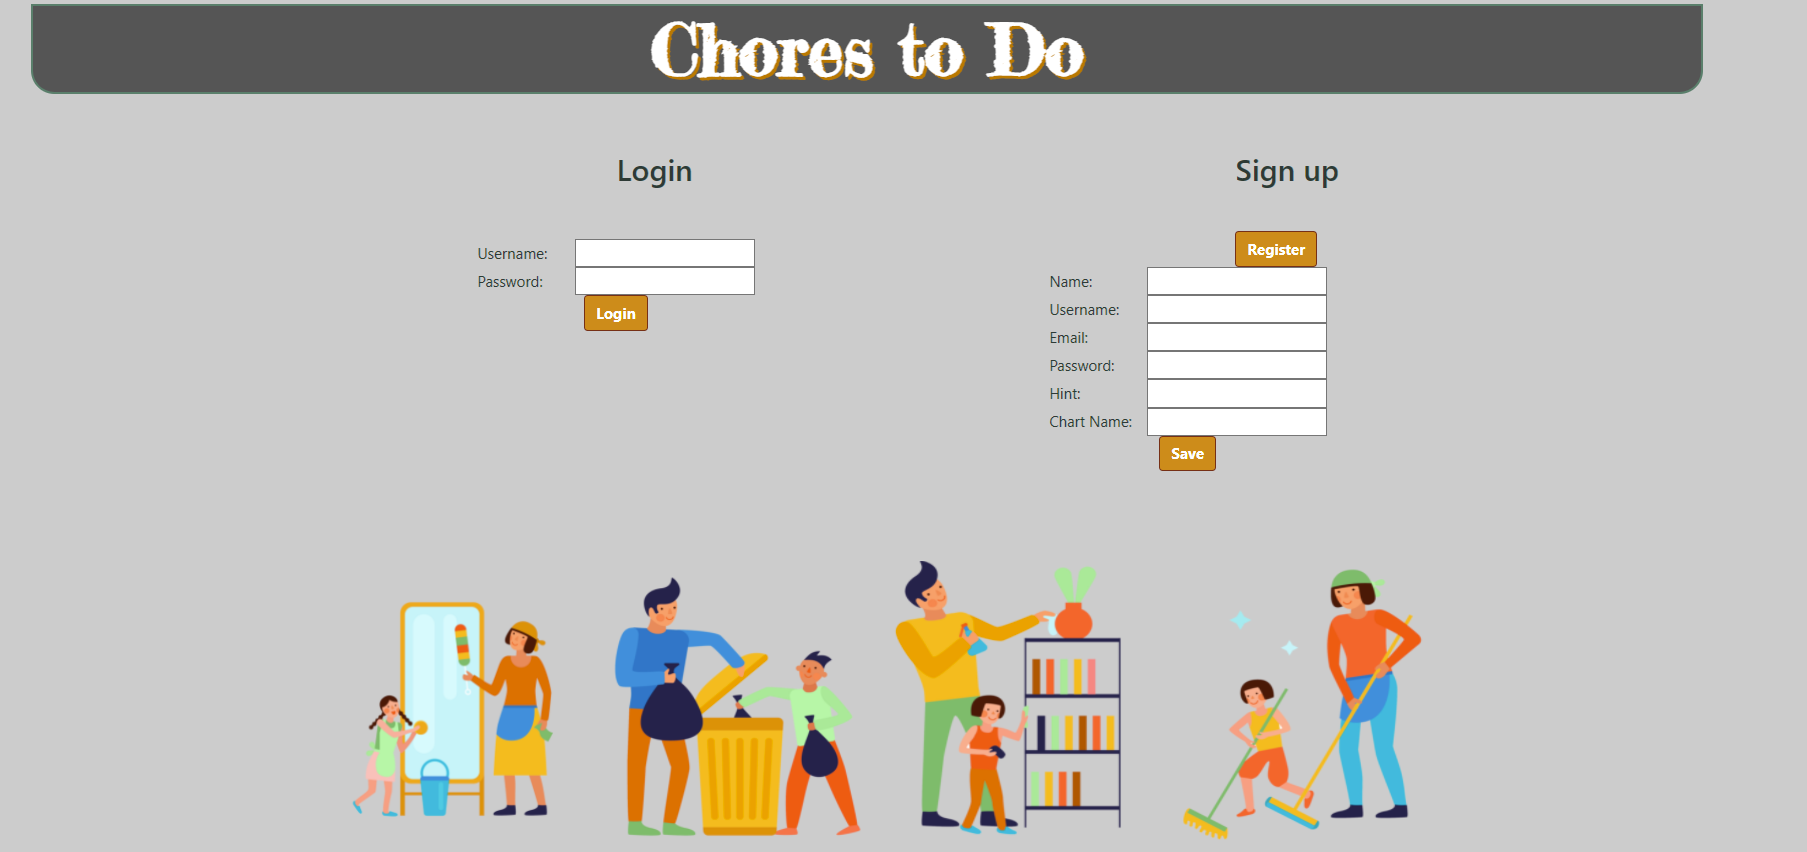 Chores to Do
Login
Username:
Password:
Login
Sign up
Register
Name:
Username:
Email:
Password:
Hint:
Chart Name:
Save